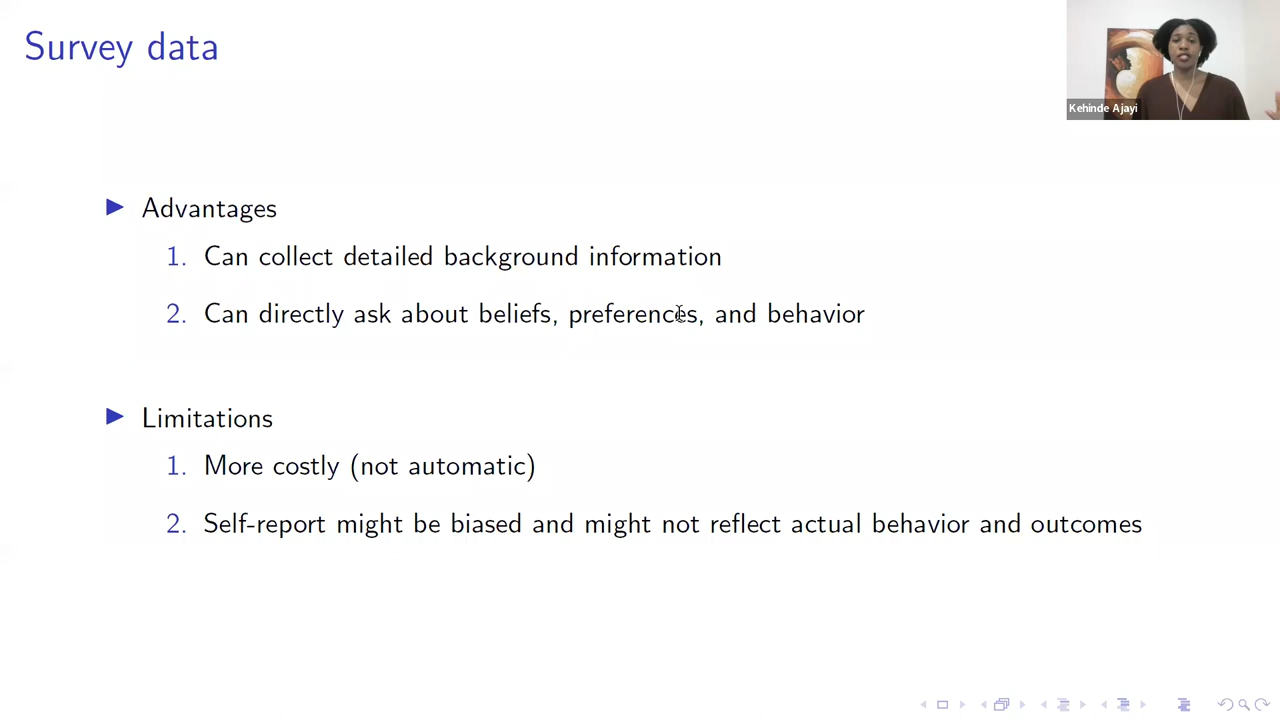 Survey data
Kehinde Ajayi
Advantages
1. Can collect detailed background information
2. Can directly ask about beliefs, preferences, and behavior
Limitations
1. More costly (not automatic)
2. Self-report might be biased and might not reflect actual behavior and outcomes